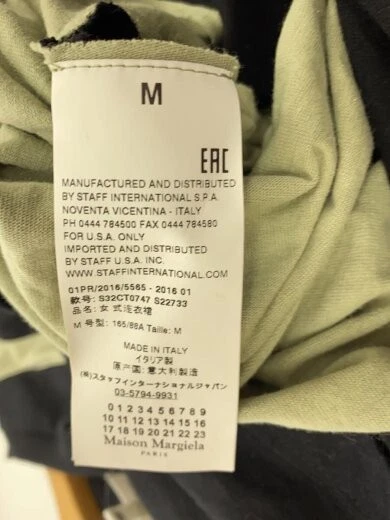 M
EAC
MANUFACTURED AND DISTRIBUTED
BY STAFF INTERNATIONAL S.P.A.
NOVENTA VICENTINA - ITALY
PH 0444 784500 FAX 0444 784580
FOR U.S.A. ONLY
IMPORTED AND DISTRIBUTED
BY STAFF U.S.A. INC.
WWW.STAFFINTERNATIONAL.COM
01PR/2016/5565 - 2016 01
款号: S32CT0747 S22733
品名: 女式连衣裙
M 号型: 165/88A Taille: M
MADE IN ITALY
イタリア製
原产国: 意大利製造
(株)スタッフインターナショナルジャパン
03-5794-9931
0 1 2 3 4 5 6 7 8 9
10 11 12 13 14 15 16
17 18 19 20 21 22 23
Maison Margiela
PARIS